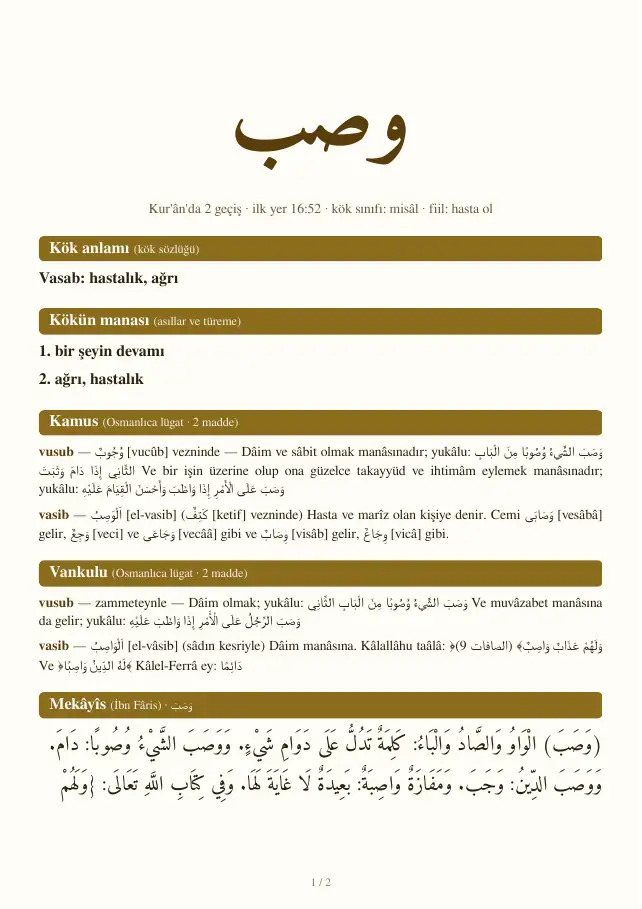 وصب
Kur'ân'da 2 geçiş · ilk yer 16:52 · kök sınıfı: misâl · fiil: hasta ol
Kök anlamı (kök sözlüğü)
Vasab: hastalık, ağrı
Kökün manası (asıllar ve türeme)
1. bir şeyin devamı
2. ağrı, hastalık
Kamus (Osmanlıca lügat · 2 madde)
vusub — وُجُوبٌ [vucûb] vezninde — Dâim ve sâbit olmak manâsınadır; yukâlu: وَصَبَ الشَّيْءُ وُصُوبًا مِنَ الْبَابِ
الثَّانِي إِذَا دَامَ وَثَبَتَ Ve bir işin üzerine olup ona güzelce takayyüd ve ihtimâm eylemek manâsınadır;
yukâlu: وَصَبَ عَلَى الْأَمْرِ إِذَا وَاظَبَ وَأَحْسَنَ الْقِيَامَ عَلَيْهِ
vasib — اَلْوَصِبُ [el-vasib] (كَتِفٌ [ketif] vezninde) Hasta ve marîz olan kişiye denir. Cemi وَصَابَى [vesâbâ]
gelir, وَجِعٌ [veci] ve وَجَاعَى [vecââ] gibi ve وِصَابٌ [visâb] gelir, وِجَاعٌ [vicâ] gibi.
Vankulu (Osmanlıca lügat · 2 madde)
vusub — zammeteynle — Dâim olmak; yukâlu: وَصَبَ الشَّيْءُ وُصُوبًا مِنَ الْبَابِ الثَّانِي Ve muvâzabet manâsına
da gelir; yukâlu: وَصَبَ الرَّجُلُ عَلَى الْأَمْرِ إِذَا وَاظَبَ عَلَيْهِ
vasib — اَلْوَاصِبُ [el-vâsib] (sâdın kesriyle) Dâim manâsına. Kâlallâhu taâlâ: ﴿وَلَهُمْ عَذَابٌ وَاصِبٌ﴾ (الصافات 9)
Ve ﴿لَهُ الدِّينُ وَاصِبًا﴾ Kâlel-Ferrâ ey: دَائِمًا
Mekâyîs (İbn Fâris) · وَصَبَ
(وَصَبَ) الْوَاوُ وَالصَّادُ وَالْبَاءُ: كَلِمَةٌ تَدُلُّ عَلَى دَوَامِ شَيْءٍ. وَوَصَبَ الشَّيْءُ وُصُوبًا: دَامَ.
وَوَصَبَ الدِّينُ: وَجَبَ. وَمَفَازَةٌ وَاصِبَةٌ: بَعِيدَةٌ لَا غَايَةَ لَهَا. وَفِي كِتَابِ اللَّهِ تَعَالَى: {وَلَهُمْ
1 / 2